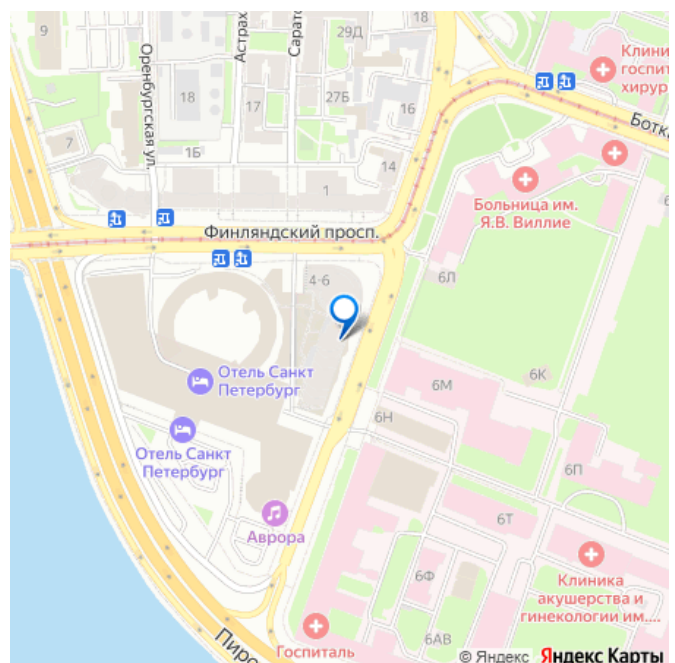 18
9
29Д
Клини
госпит
хирур
Оренбургская ул.
Астрах
Сарато
18
17
27Б
16
Ботк
7
1Б
14
1
Больница им.
Я.В. Виллие
Финляндский просп.
4-6
6Л
Отель Санкт
Петербург
6М
6К
6Н
Отель Санкт
Петербург
6П
6Т
Аврора
6Ф
Клиника
акушерства и
гинекологии им....
6АВ
Пиро
Госпиталь
© Яндекс Яндекс Карты